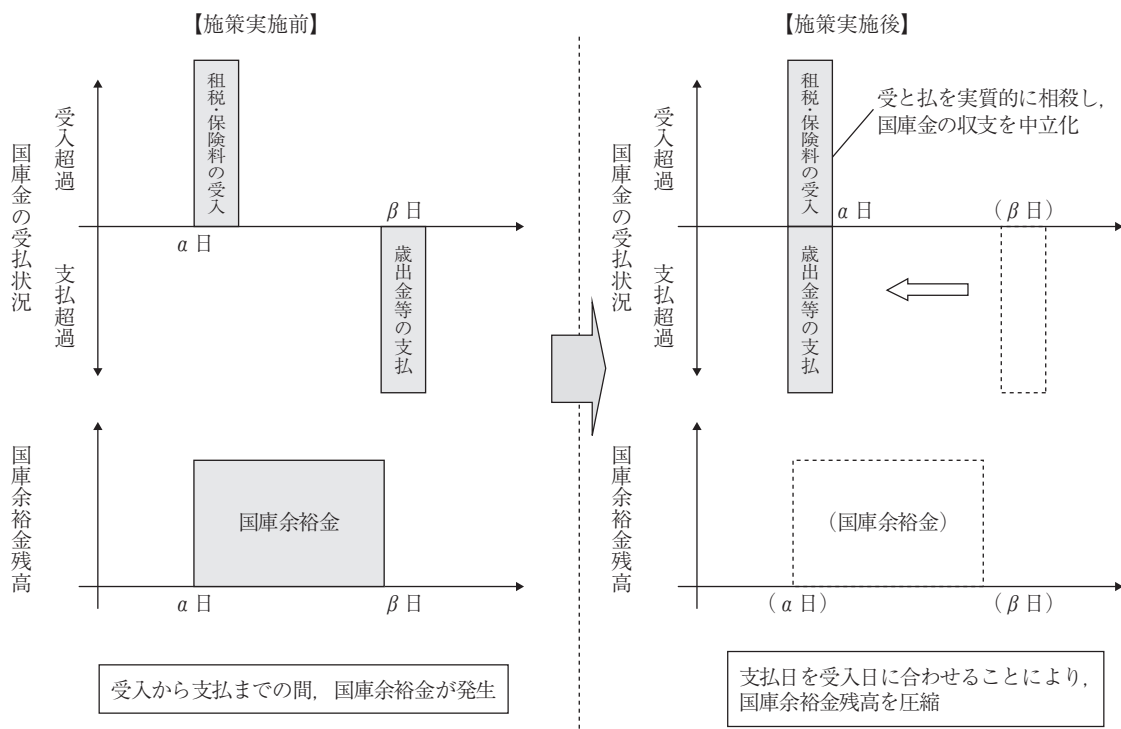 【施策実施前】
国庫金の受払状況
受入超過
支払超過
租税・保険料の受入
α日
β日
歳出金等の支払
国庫余裕金残高
国庫余裕金
α日
β日
受入から支払までの間，国庫余裕金が発生
【施策実施後】
国庫金の受払状況
受入超過
支払超過
租税・保険料の受入
受と払を実質的に相殺し，
国庫金の収支を中立化
α日
（β日）
歳出金等の支払
国庫余裕金残高
（国庫余裕金）
（α日）
（β日）
支払日を受入日に合わせることにより，
国庫余裕金残高を圧縮